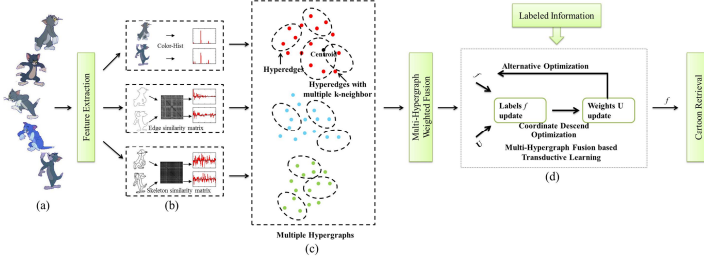 Feature Extraction
Color-Hist
Edge similarity matrix
Skeleton similarity matrix
Hyperedges
Centroid
Hyperedges with
multiple k-neighbor
Multiple Hypergraphs
Multi-Hypergraph
Weighted Fusion
Labeled Information
Alternative Optimization
f
Labels f
update
Weights U
update
U
Coordinate Descend
Optimization
Multi-Hypergraph Fusion based
Transductive Learning
f
Cartoon Retrieval
(a)
(b)
(c)
(d)